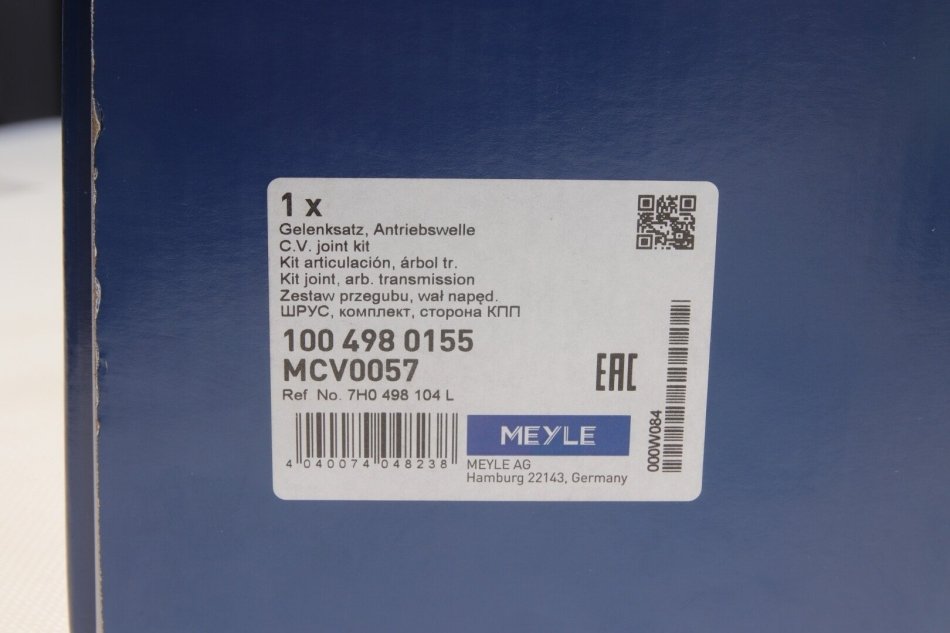 1 x
Gelenksatz, Antriebswelle
C.V. joint kit
Kit articulación, árbol tr.
Kit joint, arb. transmission
Zestaw przegubu, wał napęd.
ШРУС, комплект, сторона КПП
100 498 0155
MCV0057
Ref No. 7H0 498 104 L
EAC
4 040074 048238
MEYLE
MEYLE AG
Hamburg 22143, Germany
000W084